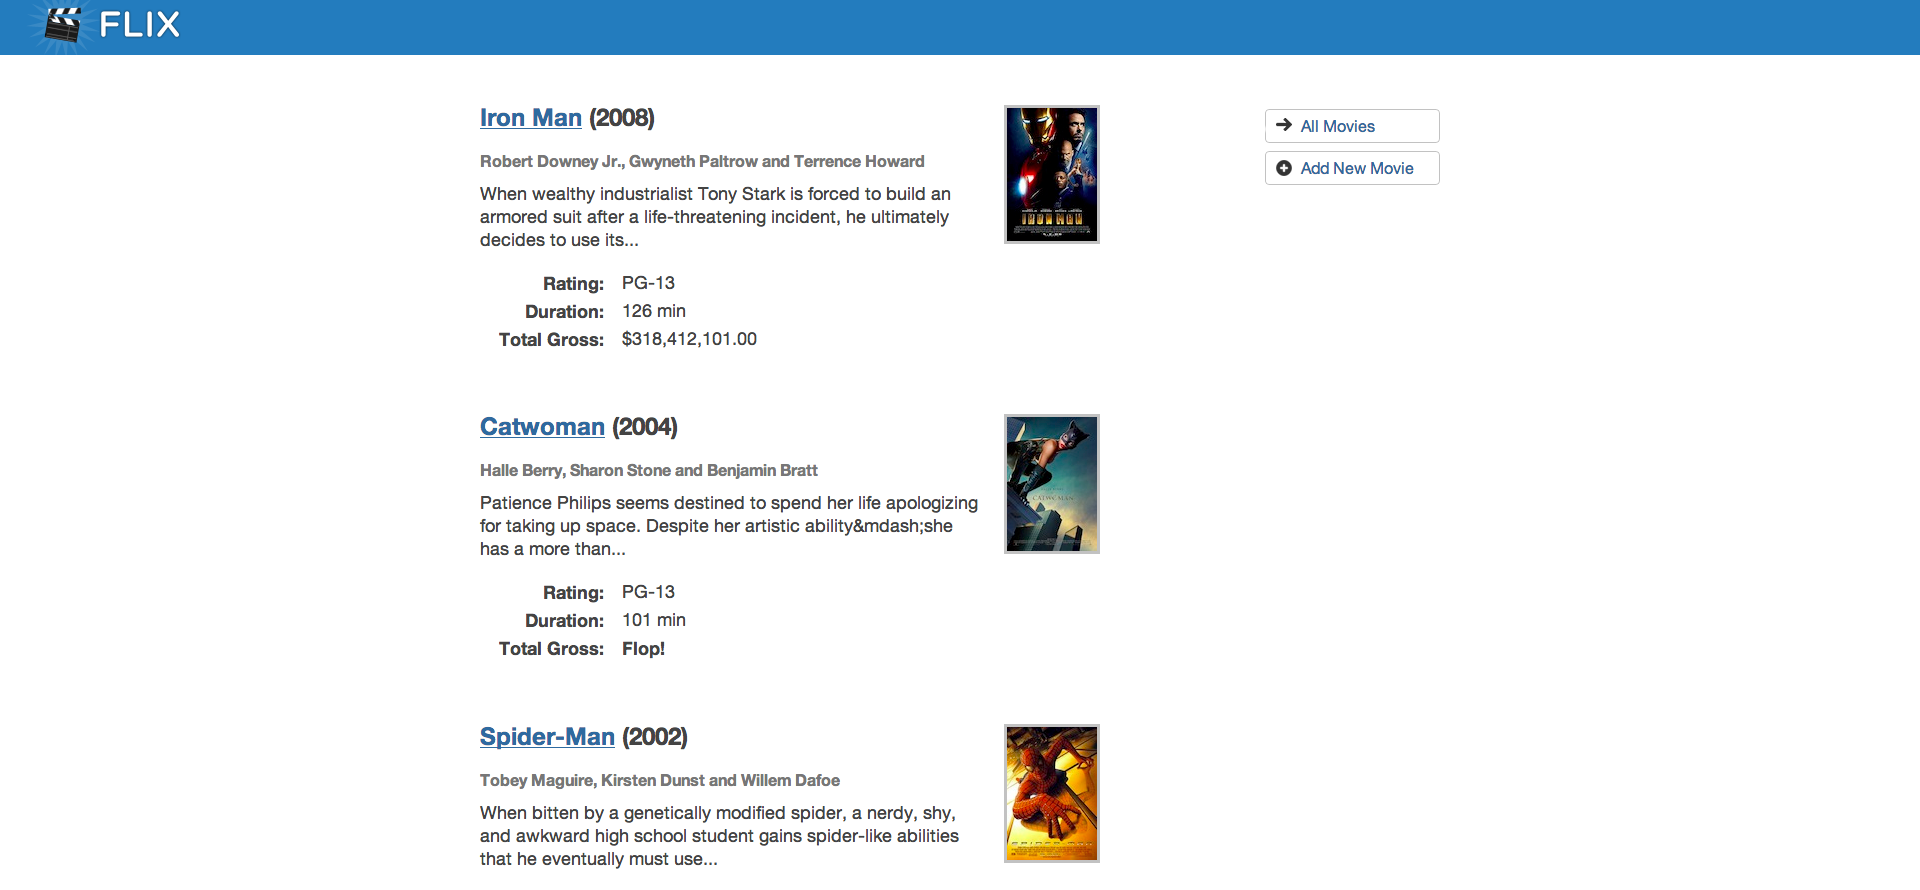 FLIX
Iron Man (2008)
Robert Downey Jr., Gwyneth Paltrow and Terrence Howard
When wealthy industrialist Tony Stark is forced to build an
armored suit after a life-threatening incident, he ultimately
decides to use its...
Rating: PG-13
Duration: 126 min
Total Gross: $318,412,101.00
IRON MAN
All Movies
Add New Movie
Catwoman (2004)
Halle Berry, Sharon Stone and Benjamin Bratt
Patience Philips seems destined to spend her life apologizing
for taking up space. Despite her artistic ability&mdash;she
has a more than...
Rating: PG-13
Duration: 101 min
Total Gross: Flop!
CATWOMAN
Spider-Man (2002)
Tobey Maguire, Kirsten Dunst and Willem Dafoe
When bitten by a genetically modified spider, a nerdy, shy,
and awkward high school student gains spider-like abilities
that he eventually must use...